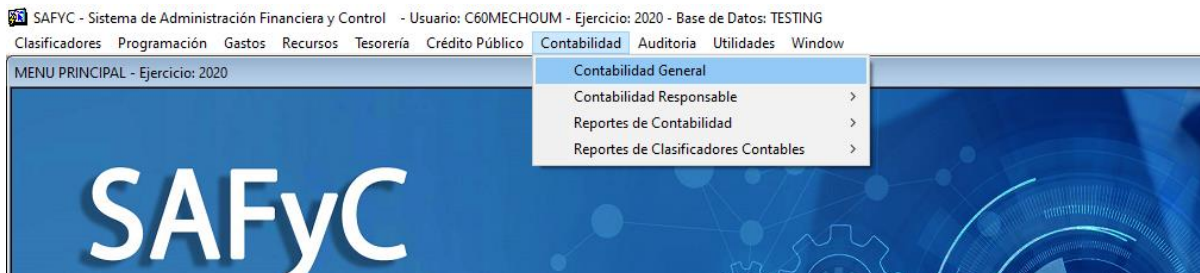 SAFYC - Sistema de Administración Financiera y Control - Usuario: C60MECHOUM - Ejercicio: 2020 - Base de Datos: TESTING
Clasificadores Programación Gastos Recursos Tesorería Crédito Público Contabilidad Auditoria Utilidades Window
MENU PRINCIPAL - Ejercicio: 2020
Contabilidad General
Contabilidad Responsable
Reportes de Contabilidad
Reportes de Clasificadores Contables
SAFyC